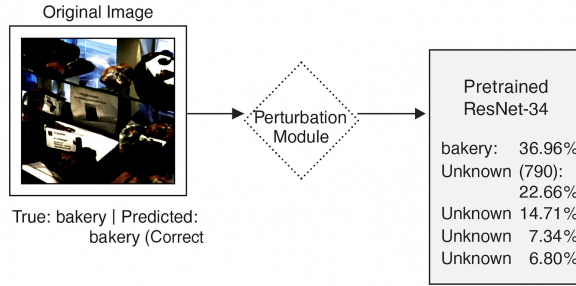 Original Image
True: bakery | Predicted:
bakery (Correct
Perturbation
Module
Pretrained
ResNet-34
bakery: 36.96%
Unknown (790):
22.66%
Unknown 14.71%
Unknown 7.34%
Unknown 6.80%